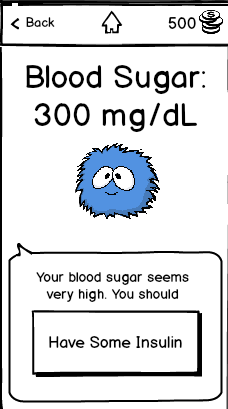 Back
500
Blood Sugar:
300 mg/dL
Your blood sugar seems
very high. You should
Have Some Insulin